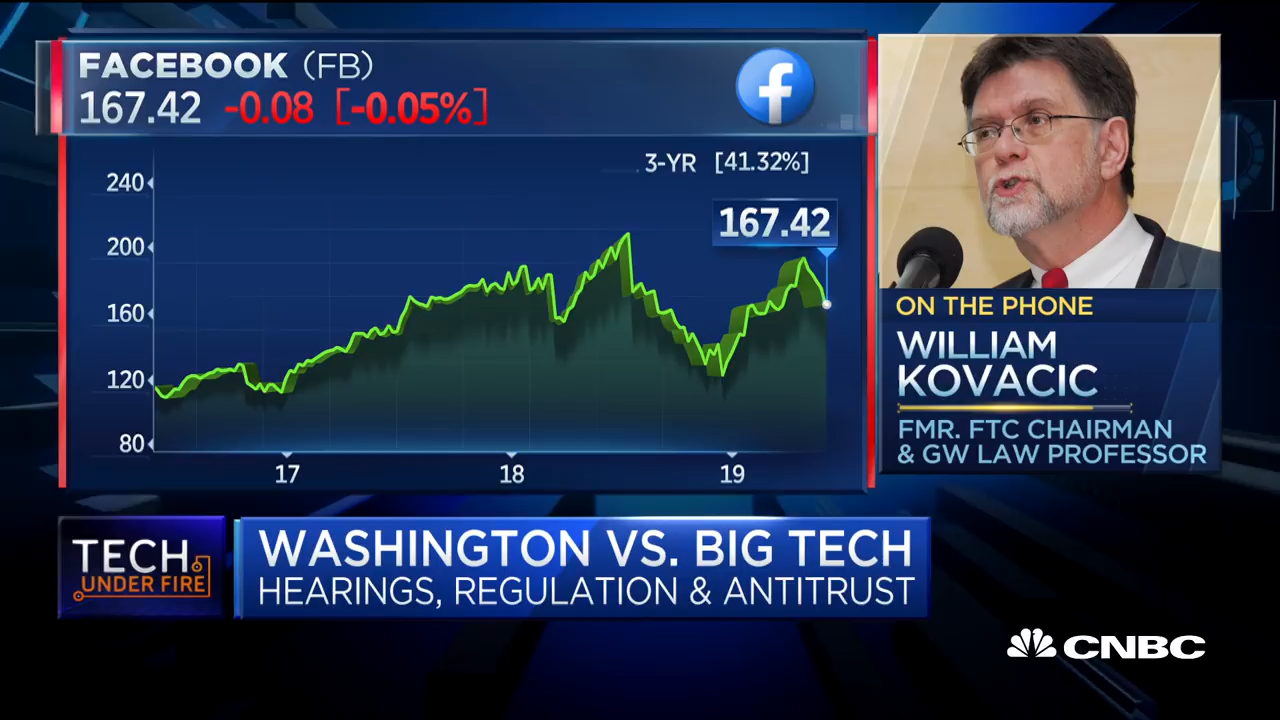 FACEBOOK (FB)
167.42 -0.08 [-0.05%]
f
3-YR [41.32%]
167.42
240
200
160
120
80
17 18 19
ON THE PHONE
WILLIAM
KOVACIC
FMR. FTC CHAIRMAN
& GW LAW PROFESSOR
TECH
UNDER FIRE
WASHINGTON VS. BIG TECH
HEARINGS, REGULATION & ANTITRUST
CNBC